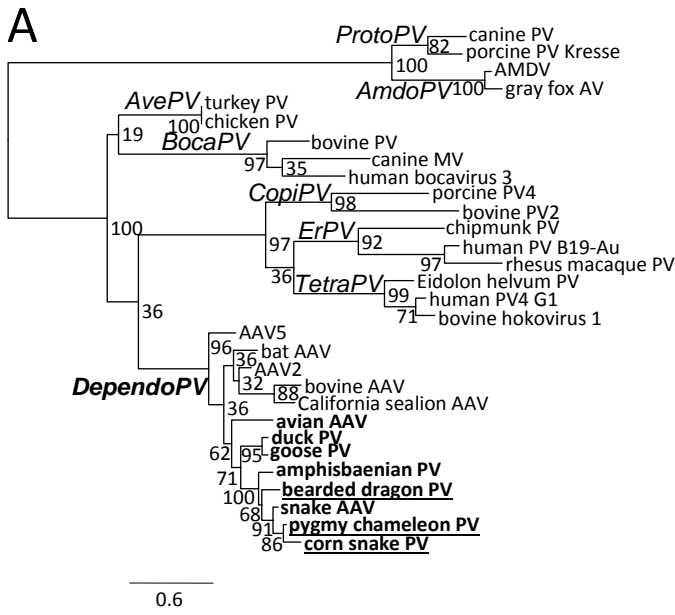 A
ProtoPV
canine PV
82
porcine PV Kresse
100
AMDV
AmdoPV
100
gray fox AV
AvePV
turkey PV
100
chicken PV
19
BocaPV
bovine PV
97
canine MV
35
human bocavirus 3
CopiPV
porcine PV4
98
bovine PV2
100
ErPV
chipmunk PV
97
92
human PV B19-Au
97
rhesus macaque PV
36
TetraPV
Eidolon helvum PV
99
human PV4 G1
71
bovine hokovirus 1
36
AAV5
96
bat AAV
36
AAV2
DependoPV
32
bovine AAV
88
California sealion AAV
36
avian AAV
duck PV
62
95
goose PV
71
amphisbaenian PV
100
bearded dragon PV
68
snake AAV
91
pygmy chameleon PV
86
corn snake PV
0.6